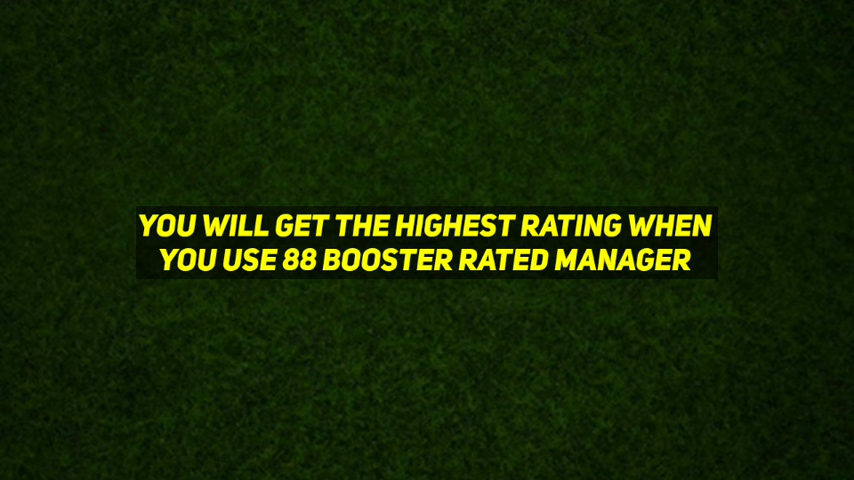 YOU WILL GET THE HIGHEST RATING WHEN
YOU USE 88 BOOSTER RATED MANAGER